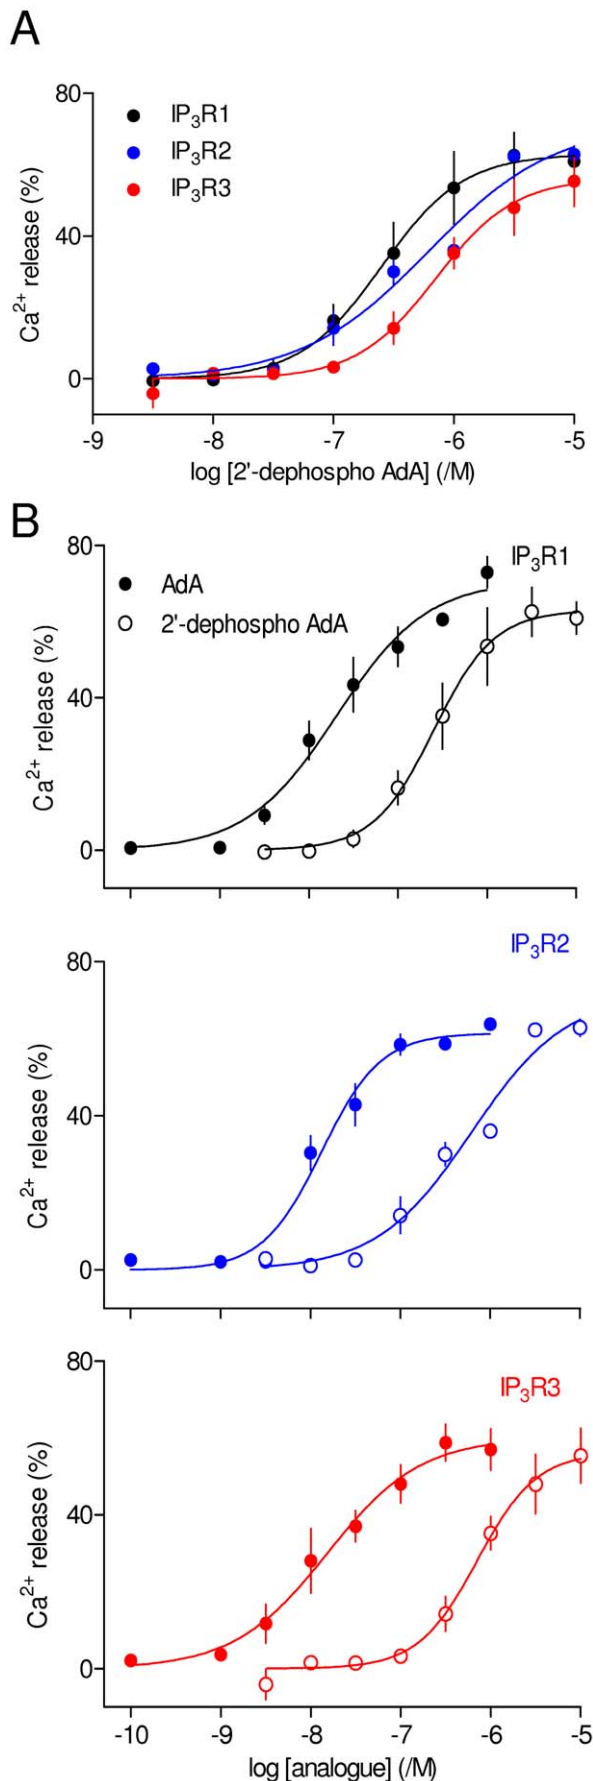 A
80
40
0
Ca2+ release (%)
IP3R1
IP3R2
IP3R3
-9 -8 -7 -6 -5
log [2'-dephospho AdA] (/M)
B
80
40
0
Ca2+ release (%)
IP3R1
AdA
2'-dephospho AdA
80
40
0
Ca2+ release (%)
IP3R2
80
40
0
Ca2+ release (%)
IP3R3
-10 -9 -8 -7 -6 -5
log [analogue] (/M)